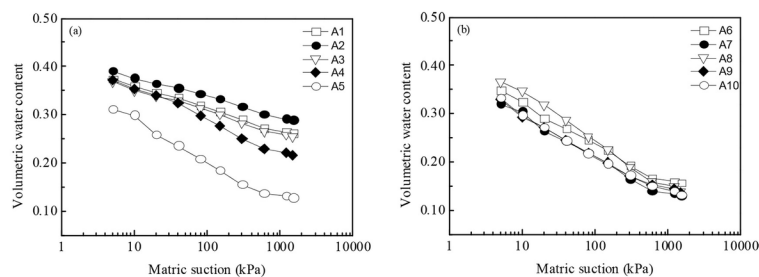 (a)
A1
A2
A3
A4
A5
Volumetric water content
0.50
0.40
0.30
0.20
0.10
1 10 100 1000 10000
Matric suction (kPa)
(b)
A6
A7
A8
A9
A10
Volumetric water content
0.50
0.40
0.30
0.20
0.10
1 10 100 1000 10000
Matric suction (kPa)